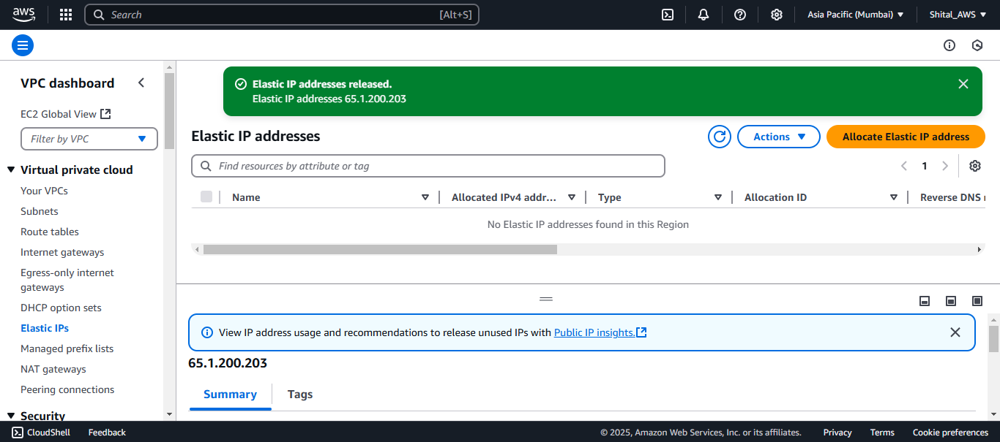 aws
Search [Alt+S]
Asia Pacific (Mumbai)
Shital_AWS
VPC dashboard
EC2 Global View
Filter by VPC
Virtual private cloud
Your VPCs
Subnets
Route tables
Internet gateways
Egress-only internet
gateways
DHCP option sets
Elastic IPs
Managed prefix lists
NAT gateways
Peering connections
Security
Elastic IP addresses released.
Elastic IP addresses 65.1.200.203
Elastic IP addresses
Actions
Allocate Elastic IP address
Find resources by attribute or tag
1
Name Allocated IPv4 addr... Type Allocation ID Reverse DNS
No Elastic IP addresses found in this Region
View IP address usage and recommendations to release unused IPs with Public IP insights.
65.1.200.203
Summary Tags
CloudShell Feedback © 2025, Amazon Web Services, Inc. or its affiliates. Privacy Terms Cookie preferences